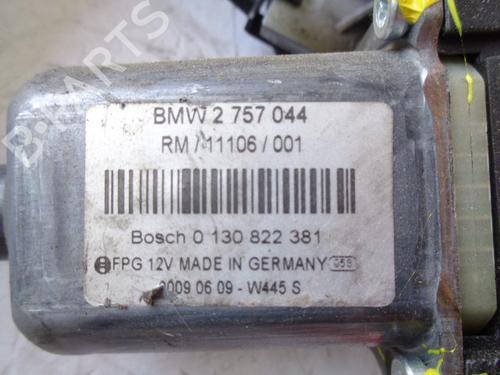 BMW 2 757 044
RM / 11106 / 001
Bosch 0 130 822 381
FPG 12V MADE IN GERMANY
2009 06 09 - W445 S
B-PARTS